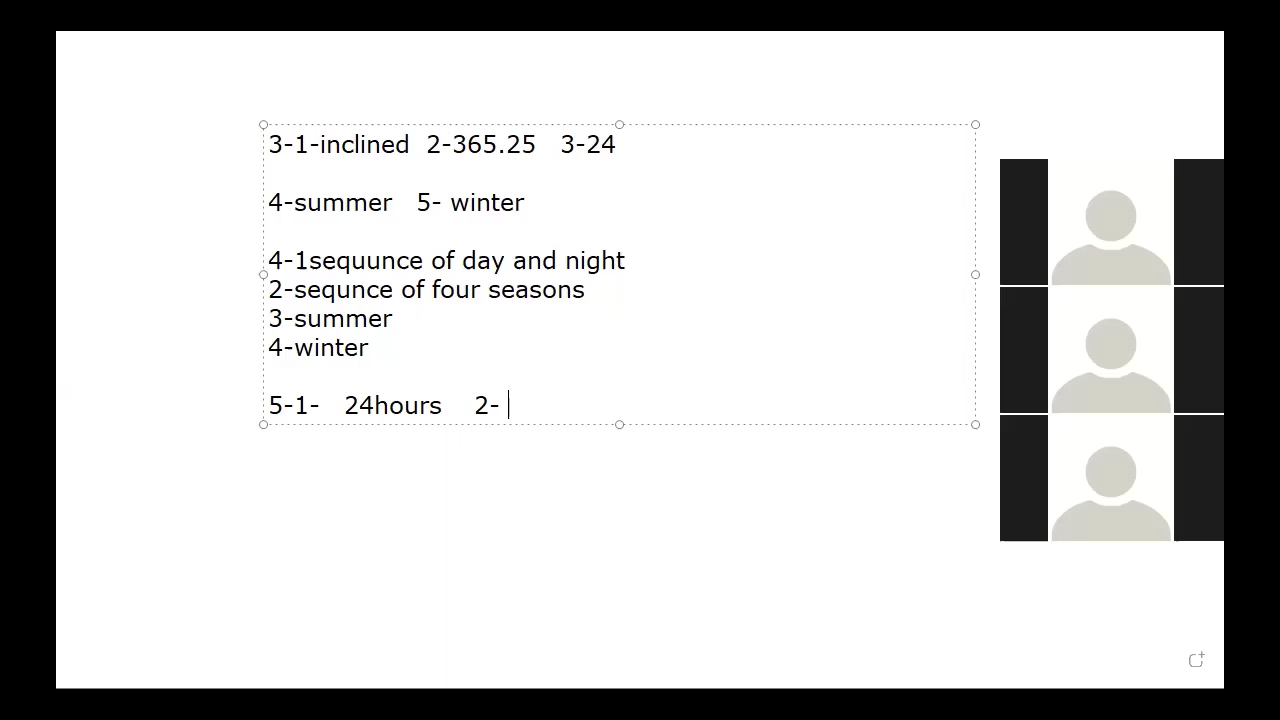 3-1-inclined  2-365.25   3-24
4-summer   5- winter
4-1sequunce of day and night
2-sequnce of four seasons
3-summer
4-winter
5-1-   24hours    2-